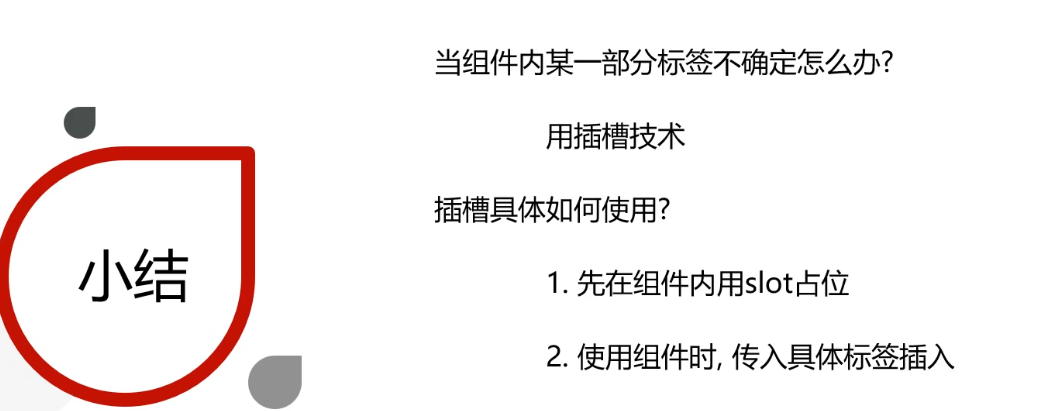 小结
当组件内某一部分标签不确定怎么办?
用插槽技术
插槽具体如何使用?
1. 先在组件内用slot占位
2. 使用组件时, 传入具体标签插入